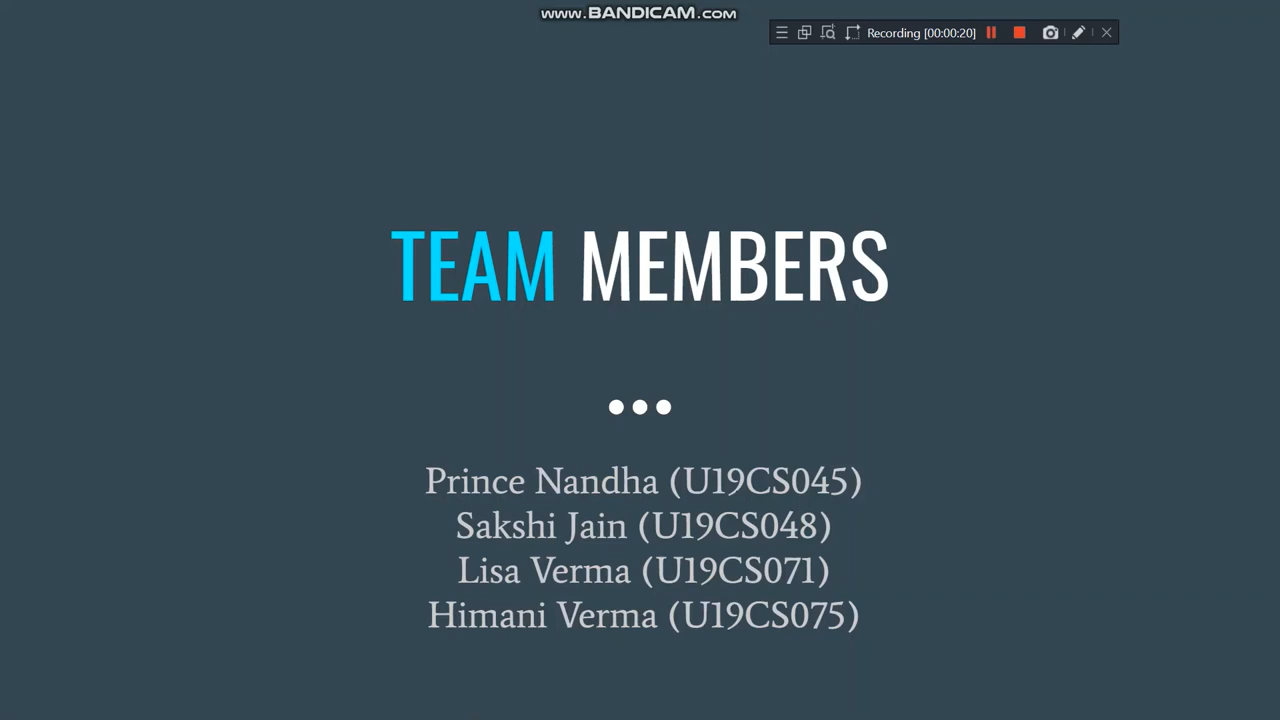 www.BANDICAM.com
Recording [00:00:20]
TEAM MEMBERS
Prince Nandha (U19CS045)
Sakshi Jain (U19CS048)
Lisa Verma (U19CS071)
Himani Verma (U19CS075)